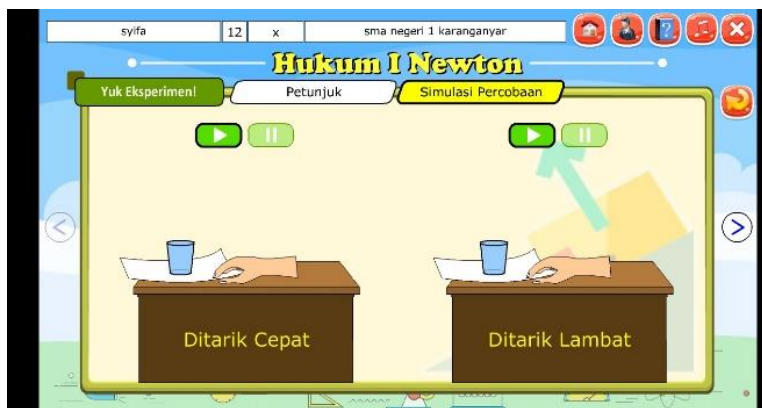 syifa 12 x sma negeri 1 karanganyar
Hukum I Newton
Yuk Eksperimen! Petunjuk Simulasi Percobaan
Ditarik Cepat Ditarik Lambat